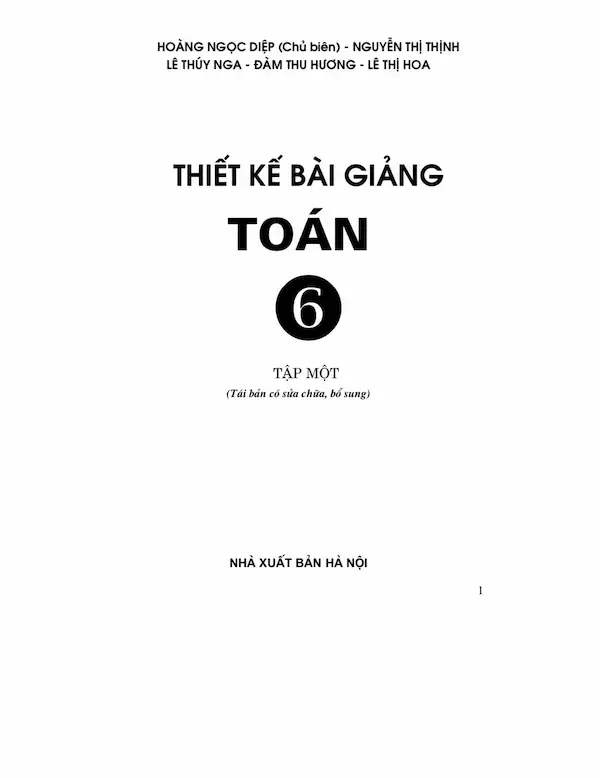 HOÀNG NGỌC DIỆP (Chủ biên) - NGUYỄN THỊ THỊNH
LÊ THÚY NGA - ĐÀM THU HƯƠNG - LÊ THỊ HOA
THIẾT KẾ BÀI GIẢNG
TOÁN
6
TẬP MỘT
(Tái bản có sửa chữa, bổ sung)
NHÀ XUẤT BẢN HÀ NỘI
1